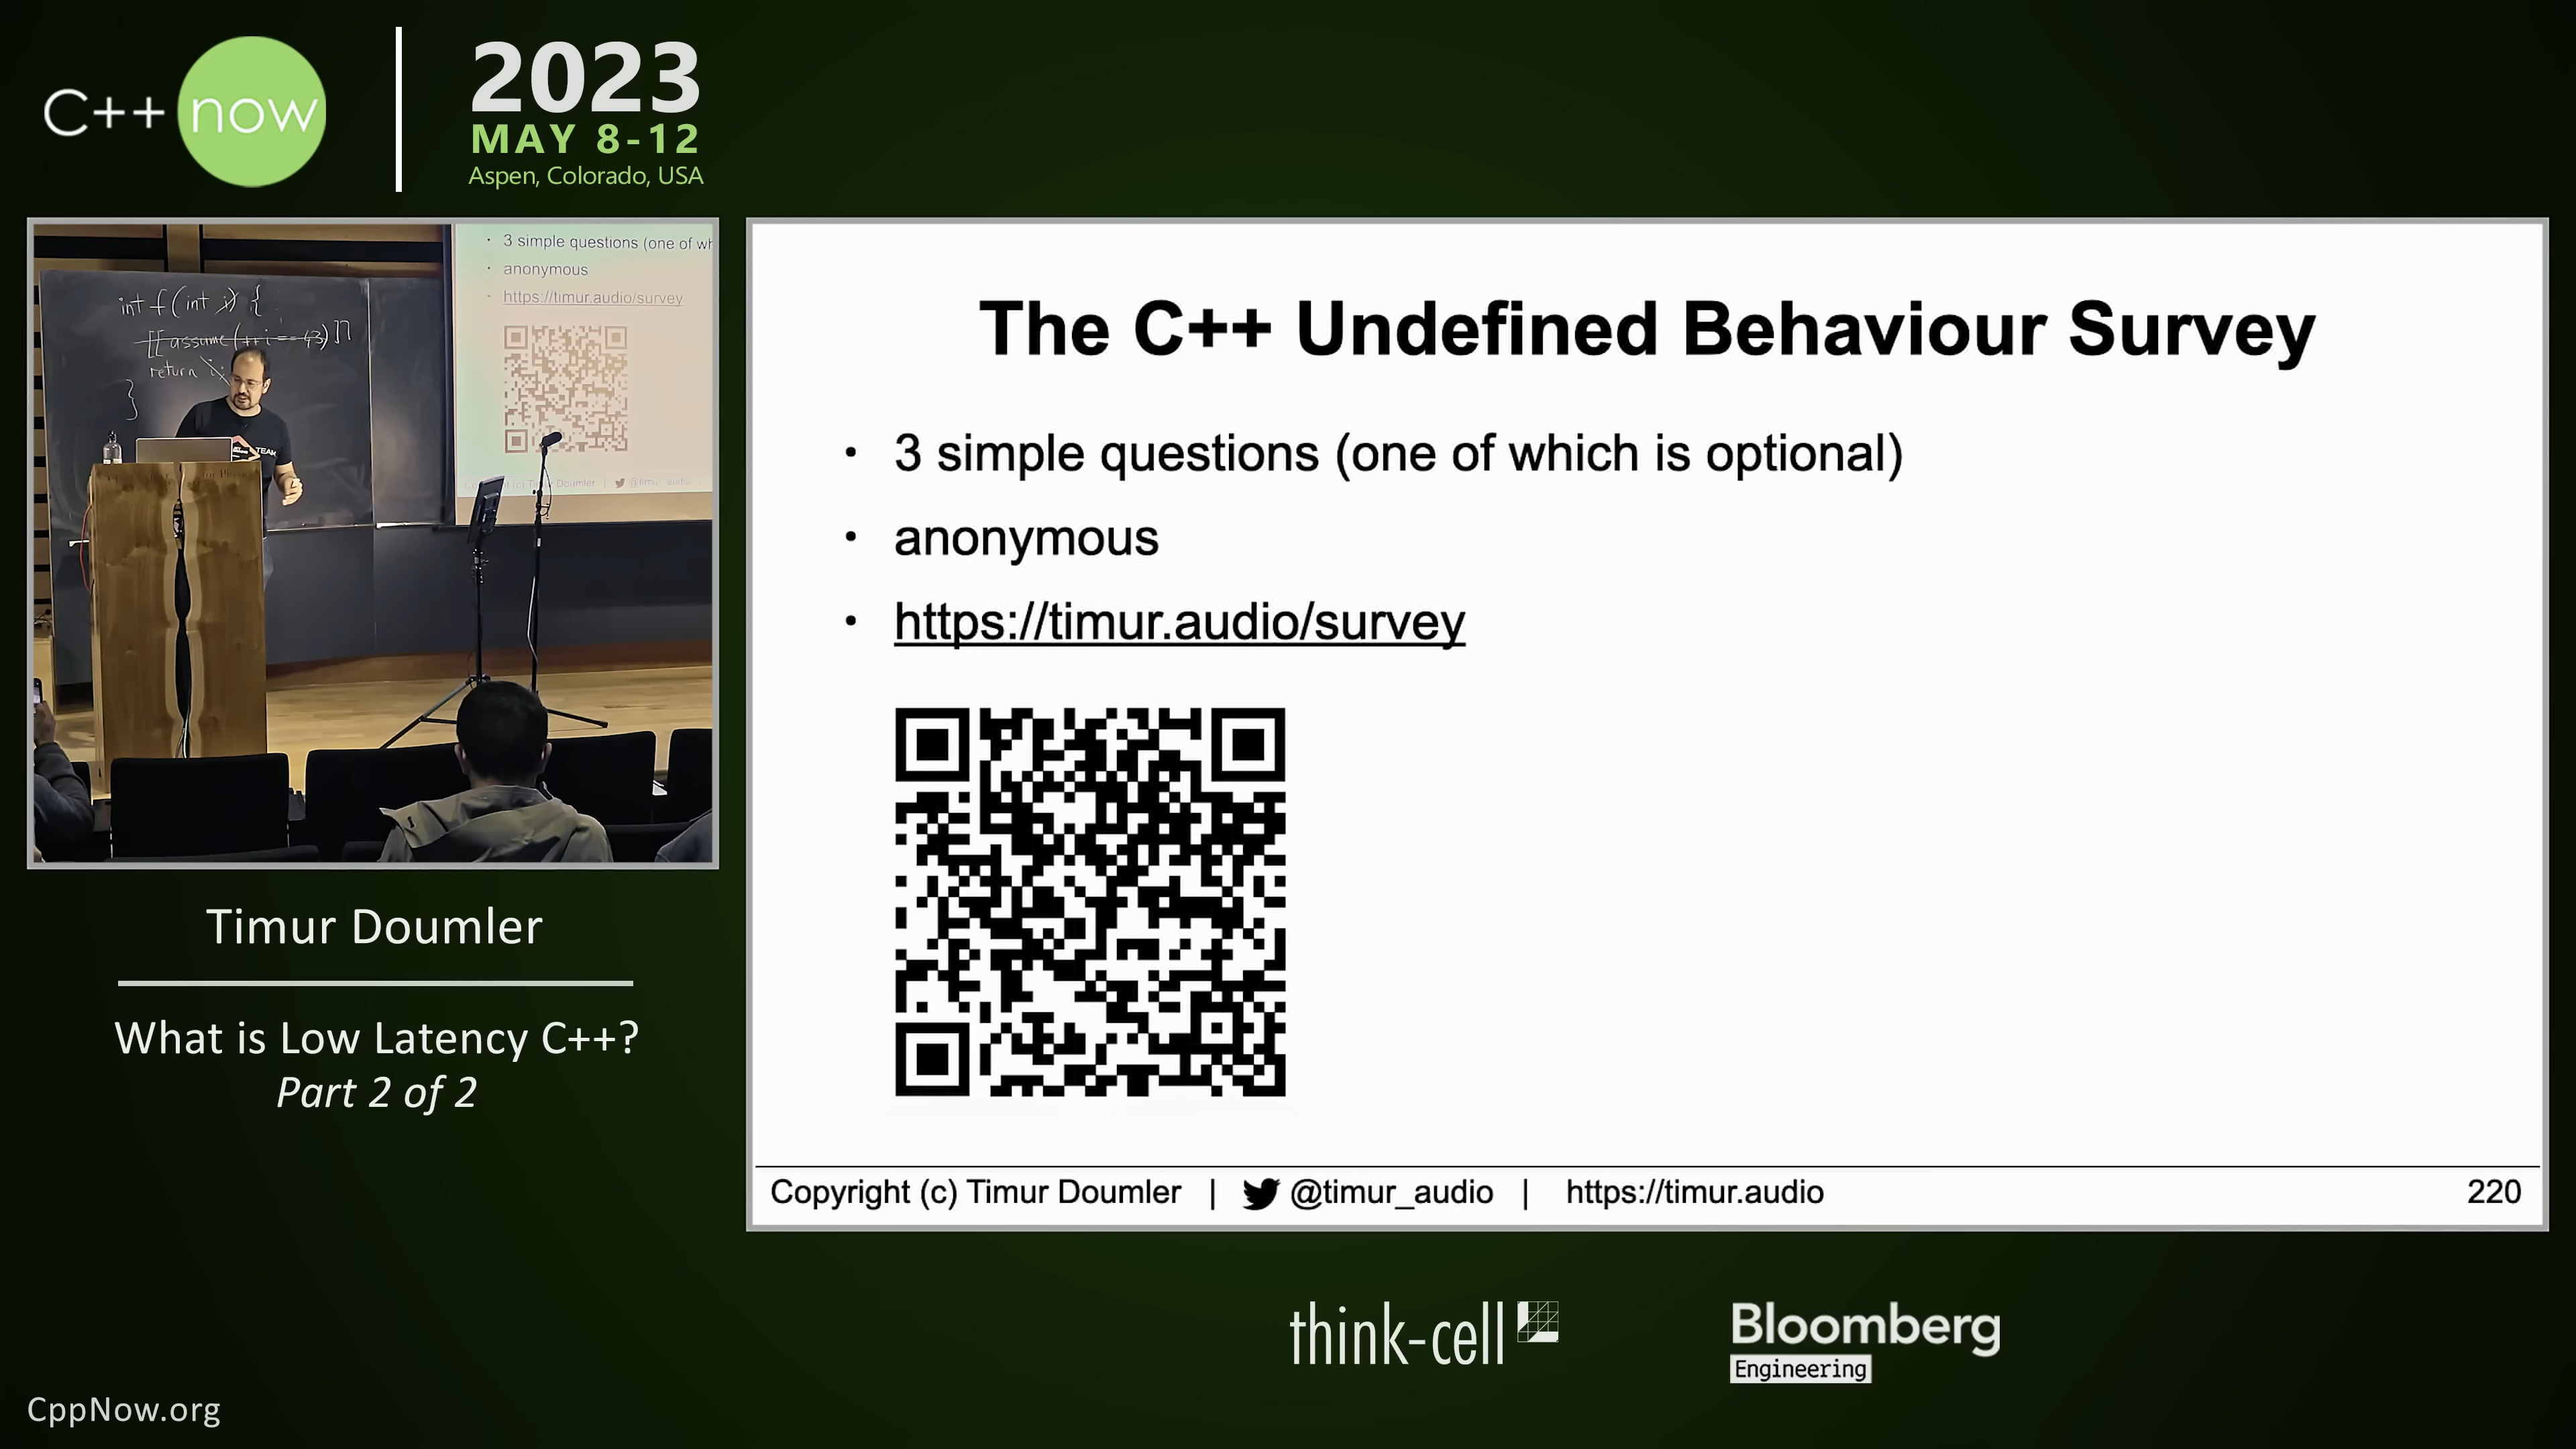 C++ now
2023
MAY 8-12
Aspen, Colorado, USA
3 simple questions (one of wh
anonymous
https://timur.audio/survey
int f(int i) {
[[assume(++i == 43)]]
return i;
}
TEAM
Timur Doumler
What is Low Latency C++?
Part 2 of 2
The C++ Undefined Behaviour Survey
• 3 simple questions (one of which is optional)
• anonymous
• https://timur.audio/survey
Copyright (c) Timur Doumler | @timur_audio | https://timur.audio
220
think-cell
Bloomberg
Engineering
CppNow.org